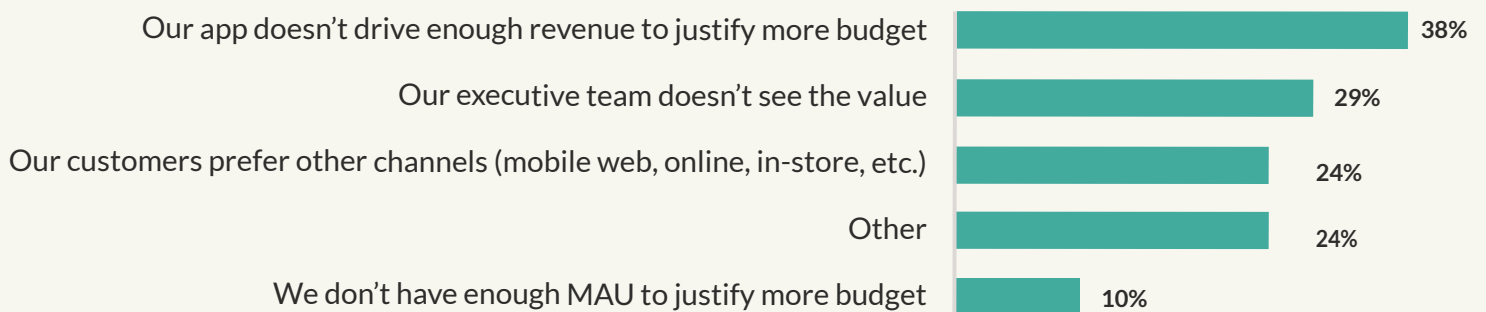 Our app doesn’t drive enough revenue to justify more budget 38%
Our executive team doesn’t see the value 29%
Our customers prefer other channels (mobile web, online, in-store, etc.) 24%
Other 24%
We don’t have enough MAU to justify more budget 10%